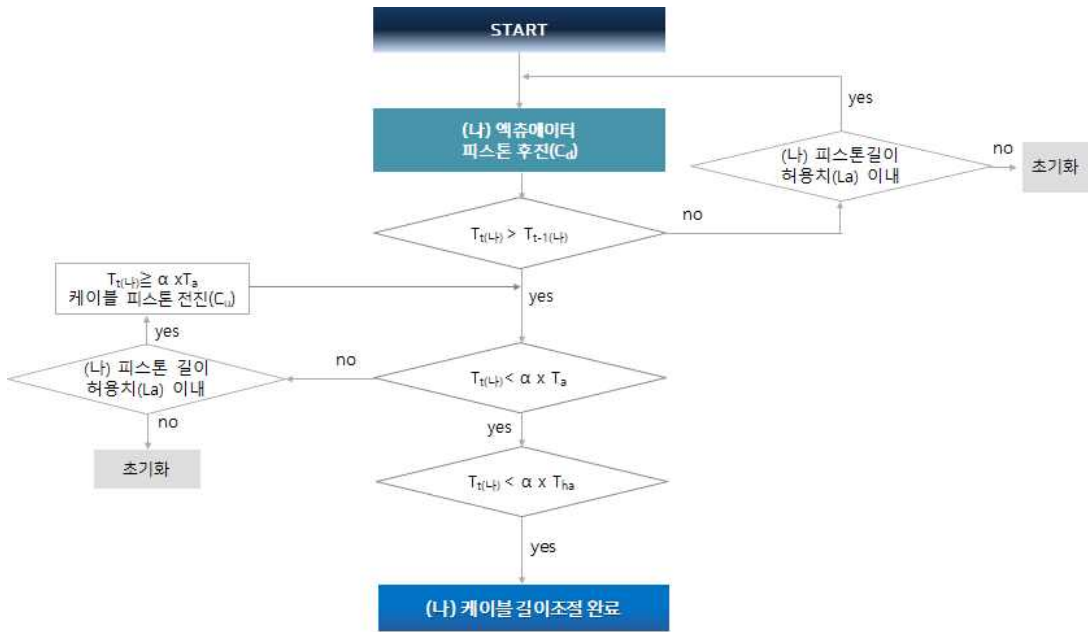 START
yes
(나) 액츄에이터
피스톤 후진(Cd)
(나) 피스톤길이
허용치(La) 이내
no
초기화
no
Tt(나) > Tt-1(나)
Tt(나)≧ α xTa
케이블 피스톤 전진(Cu)
yes
yes
(나) 피스톤 길이
허용치(La) 이내
no
Tt(나) < α x Ta
no
yes
초기화
Tt(나) < α x Tha
yes
(나) 케이블 길이조절 완료